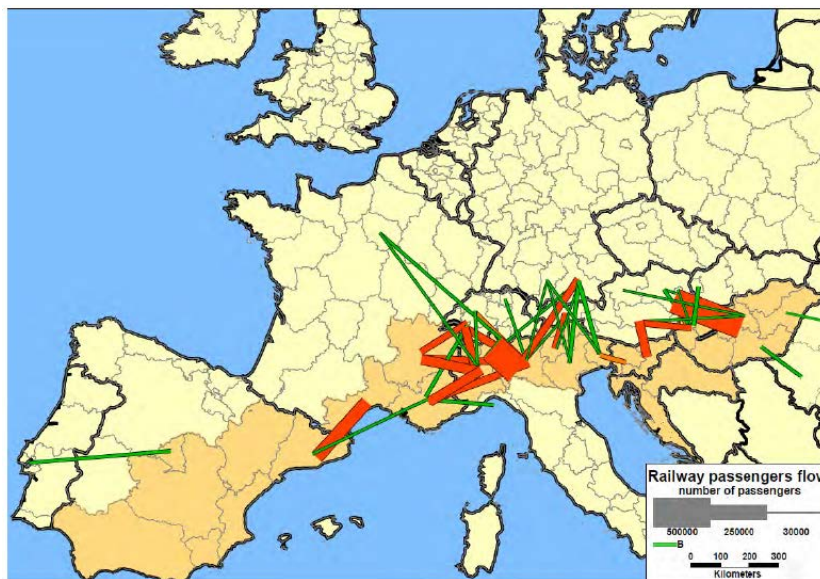 Railway passengers flow
number of passengers
500000 250000 30000
B
0 100 200 300
Kilometers